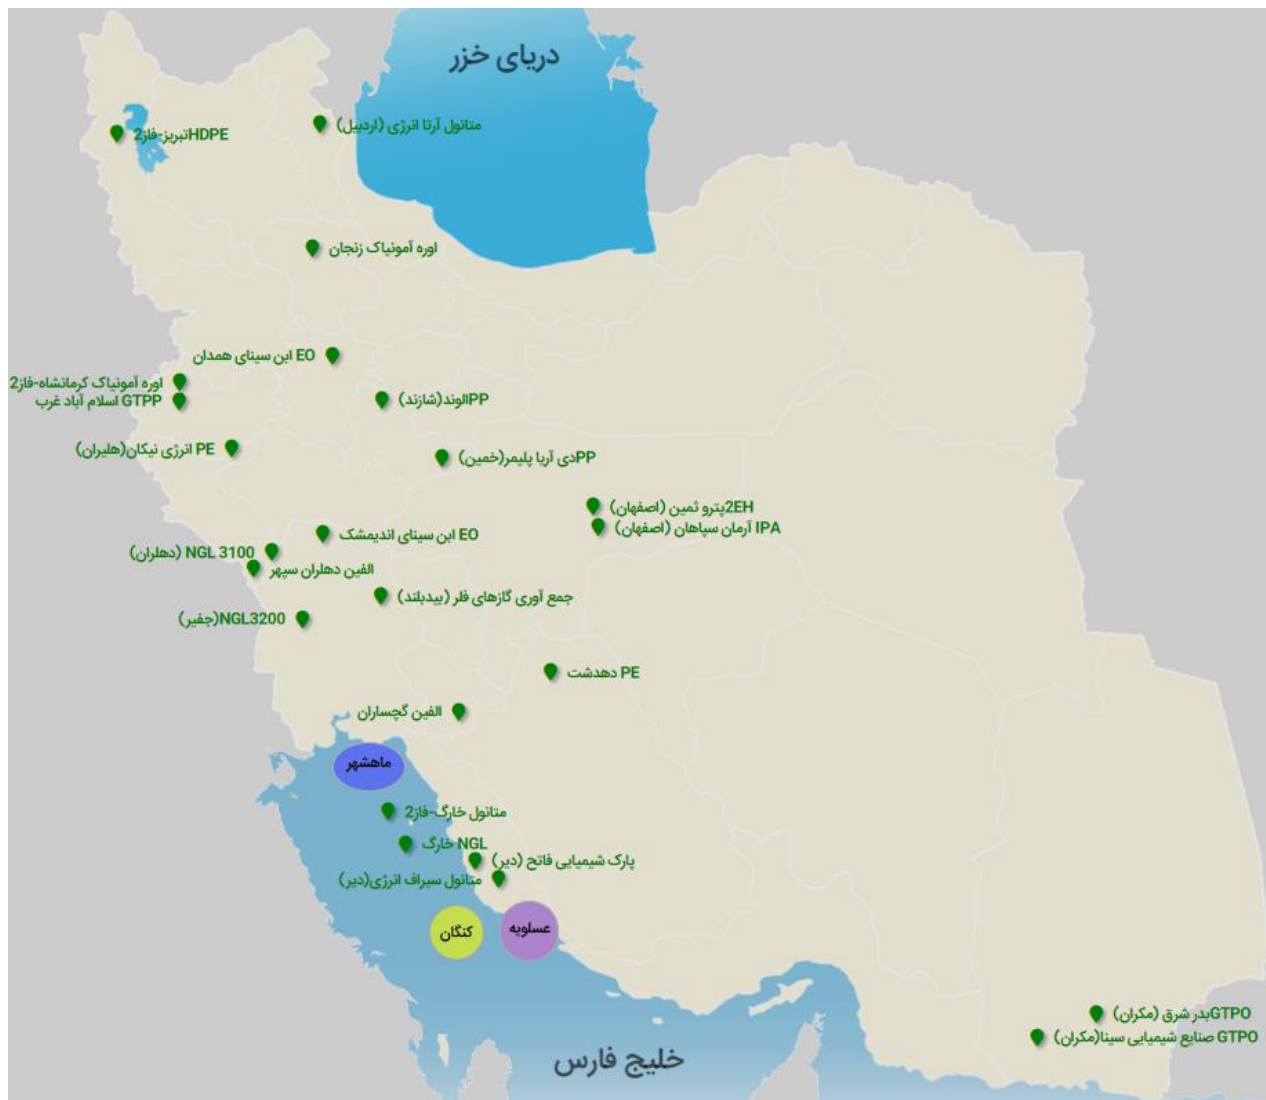 دریای خزر
متانول آرتا انرژی (اردبیل)
HDPEتبریز-فاز2
اوره آمونیاک زنجان
EO ابن سینای همدان
اوره آمونیاک کرمانشاه-فاز2
GTPP اسلام آباد غرب
PPالوند(شازند)
PE انرژی نیکان(هلیران)
PPدی آریا پلیمر(خمین)
2EHپترو ثمین (اصفهان)
IPA آرمان سپاهان (اصفهان)
EO ابن سینای اندیمشک
NGL 3100 (دهلران)
الفین دهلران سپهر
جمع آوری گازهای فلر (بیدبلند)
NGL3200(جفیر)
PE دهدشت
الفین گچساران
ماهشهر
متانول خارگ-فاز2
NGL خارگ
پارک شیمیایی فاتح (دیر)
متانول سیراف انرژی(دیر)
عسلویه
کنگان
GTPOبدر شرق (مکران)
GTPO صنایع شیمیایی سینا(مکران)
خلیج فارس